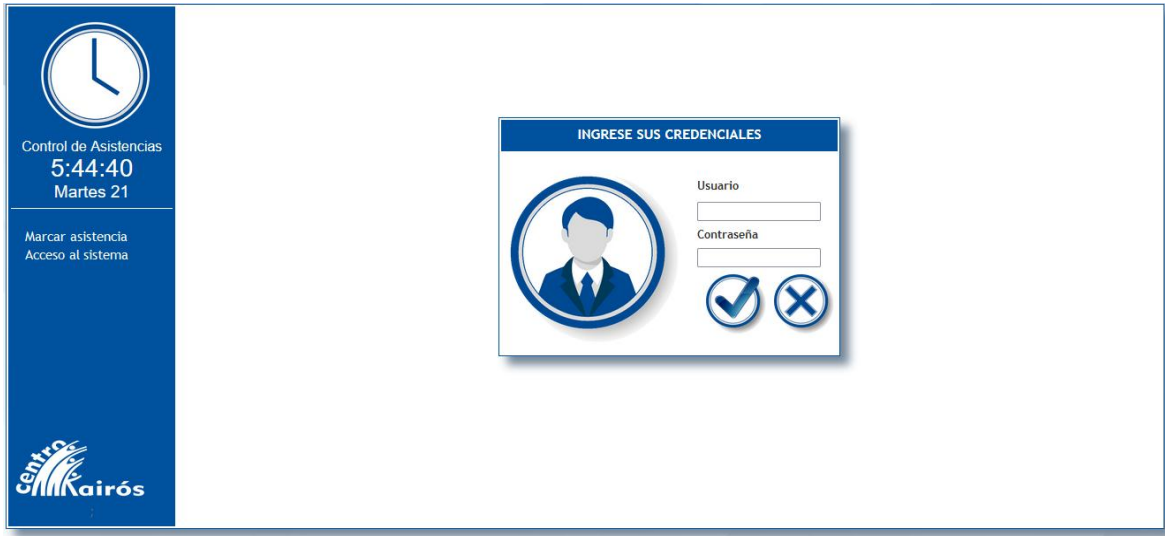 Control de Asistencias
5:44:40
Martes 21
Marcar asistencia
Acceso al sistema
centro
Kairós
;
INGRESE SUS CREDENCIALES
Usuario
Contraseña